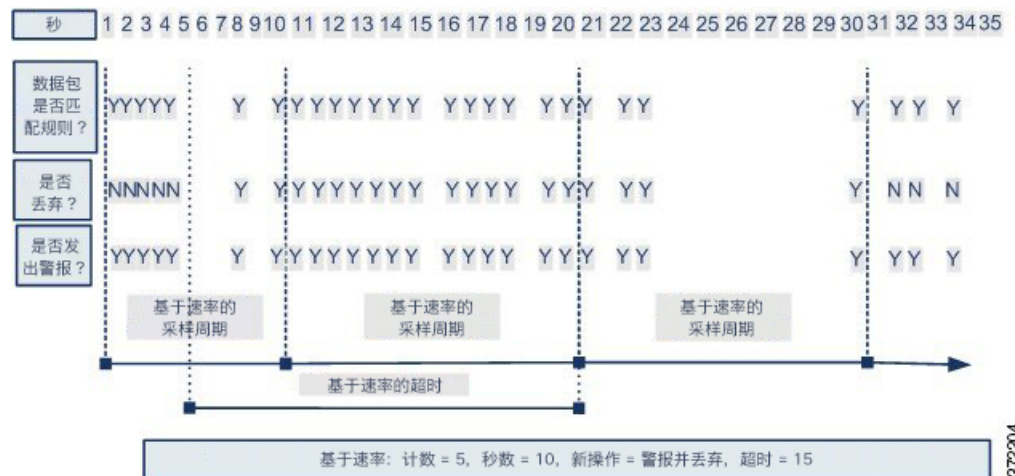 秒 1 2 3 4 5 6 7 8 9 10 11 12 13 14 15 16 17 18 19 20 21 22 23 24 25 26 27 28 29 30 31 32 33 34 35
数据包
是否匹
配规则？
YYYYY Y Y Y Y Y Y Y Y Y Y Y Y Y Y Y Y Y Y Y Y Y Y
是否
丢弃？
NNNNN Y Y Y Y Y Y Y Y Y Y Y Y Y Y Y Y Y Y Y N N N
是否发
出警报？
YYYYY Y Y Y Y Y Y Y Y Y Y Y Y Y Y Y Y Y Y Y Y Y Y
基于速率的
采样周期
基于速率的
采样周期
基于速率的
采样周期
基于速率的超时
基于速率：计数 = 5，秒数 = 10，新操作 = 警报并丢弃，超时 = 15